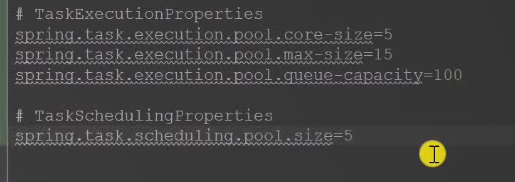 # TaskExecutionProperties
spring.task.execution.pool.core-size=5
spring.task.execution.pool.max-size=15
spring.task.execution.pool.queue-capacity=100
# TaskSchedulingProperties
spring.task.scheduling.pool.size=5